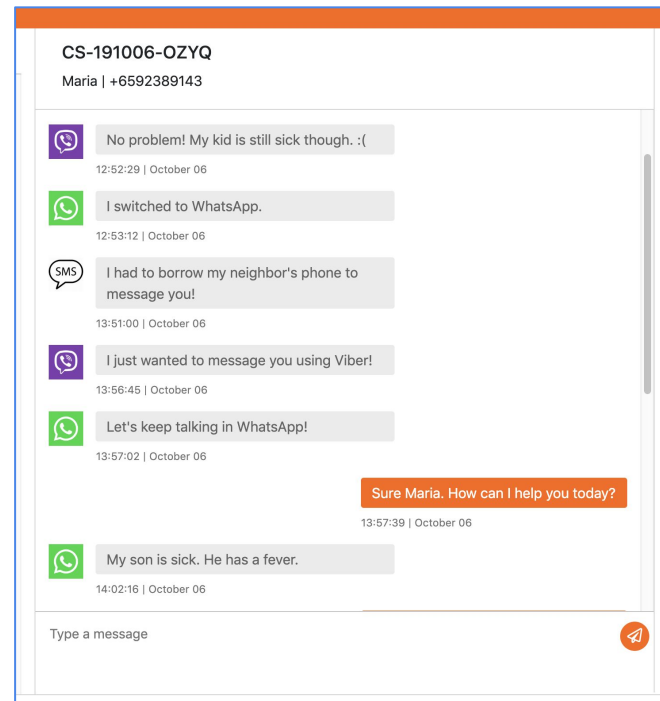 CS-191006-OZYQ
Maria | +6592389143
No problem! My kid is still sick though. :(
12:52:29 | October 06
I switched to WhatsApp.
12:53:12 | October 06
SMS
I had to borrow my neighbor's phone to
message you!
13:51:00 | October 06
I just wanted to message you using Viber!
13:56:45 | October 06
Let's keep talking in WhatsApp!
13:57:02 | October 06
Sure Maria. How can I help you today?
13:57:39 | October 06
My son is sick. He has a fever.
14:02:16 | October 06
Type a message